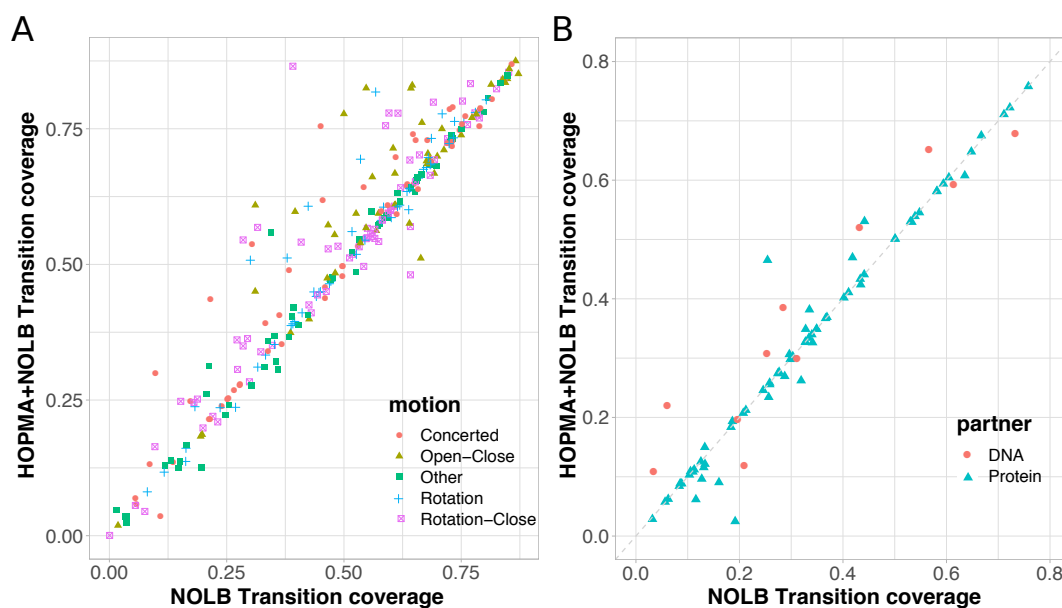 A
HOPMA+NOLB Transition coverage
0.75
0.50
0.25
0.00
0.00 0.25 0.50 0.75
NOLB Transition coverage
motion
Concerted
Open−Close
Other
Rotation
Rotation−Close
B
HOPMA+NOLB Transition coverage
0.8
0.6
0.4
0.2
0.0
0.0 0.2 0.4 0.6 0.8
NOLB Transition coverage
partner
DNA
Protein